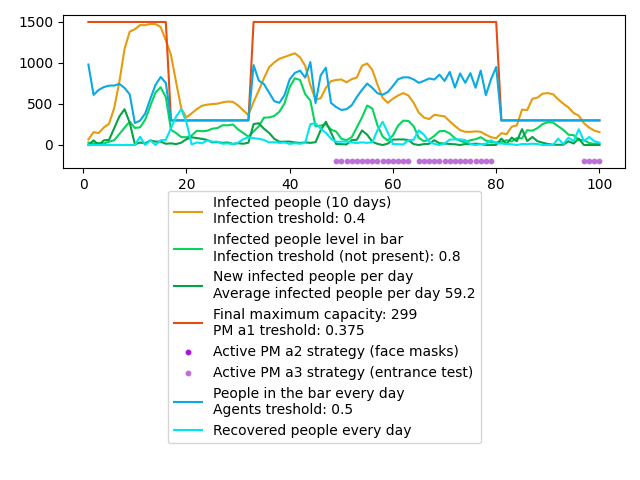 1500
1000
500
0
0 20 40 60 80 100
Infected people (10 days)
Infection treshold: 0.4
Infected people level in bar
Infection treshold (not present): 0.8
New infected people per day
Average infected people per day 59.2
Final maximum capacity: 299
PM a1 treshold: 0.375
Active PM a2 strategy (face masks)
Active PM a3 strategy (entrance test)
People in the bar every day
Agents treshold: 0.5
Recovered people every day